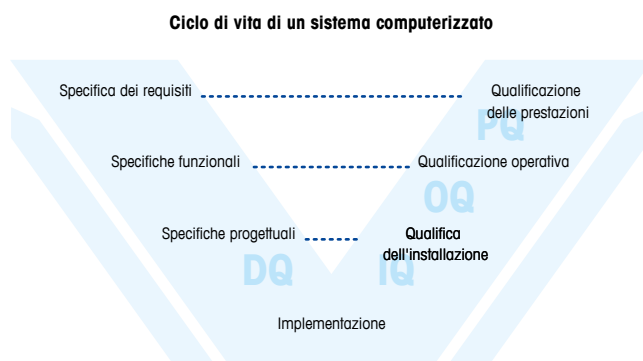 Ciclo di vita di un sistema computerizzato
Specifica dei requisiti
Qualificazione
delle prestazioni
PQ
Specifiche funzionali
Qualificazione operativa
OQ
Specifiche progettuali
Qualifica
dell'installazione
DQ
IQ
Implementazione